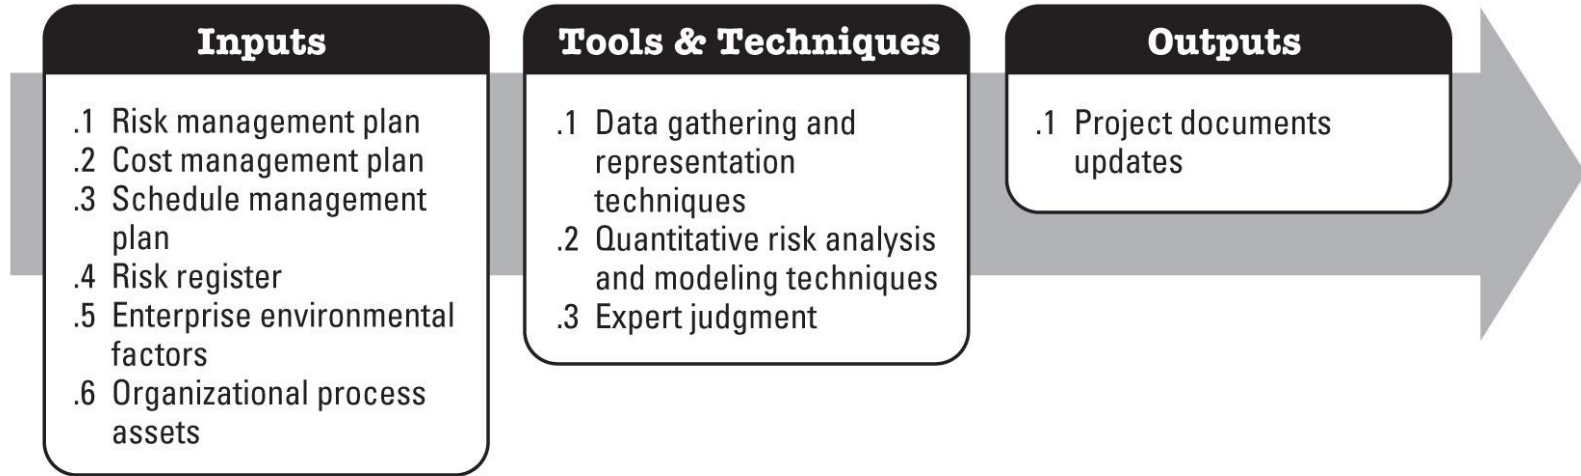 Inputs
.1 Risk management plan
.2 Cost management plan
.3 Schedule management
plan
.4 Risk register
.5 Enterprise environmental
factors
.6 Organizational process
assets
Tools & Techniques
.1 Data gathering and
representation
techniques
.2 Quantitative risk analysis
and modeling techniques
.3 Expert judgment
Outputs
.1 Project documents
updates